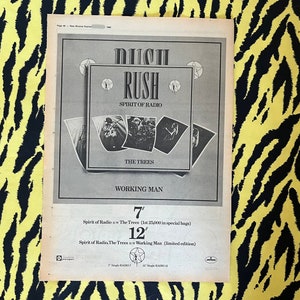 RUSH
RUSH
SPIRIT OF RADIO
THE TREES
WORKING MAN
7"
Spirit of Radio c/w The Trees (1st 25,000 in special bags)
12"
Spirit of Radio, The Trees c/w Working Man (limited edition)